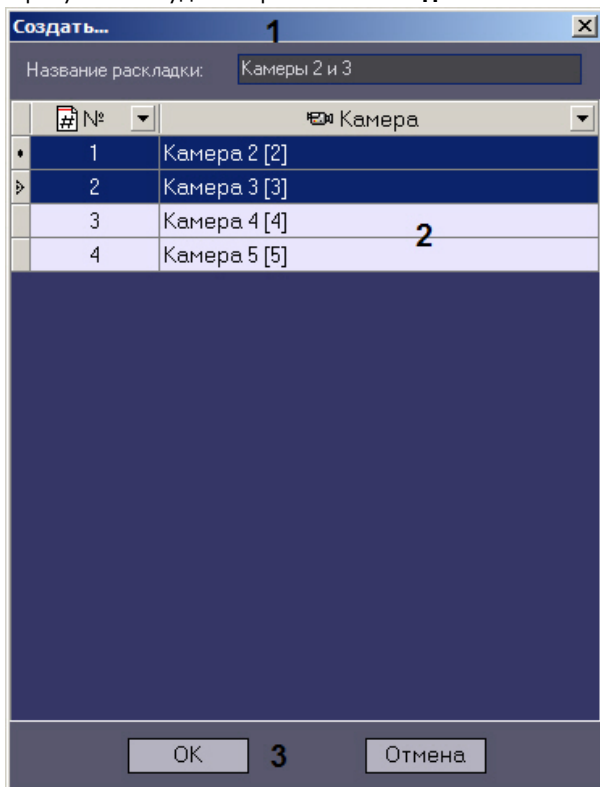 Создать... 1
Название раскладки: Камеры 2 и 3
№ Камера
1 Камера 2 [2]
2 Камера 3 [3]
3 Камера 4 [4]
2
4 Камера 5 [5]
OK 3 Отмена